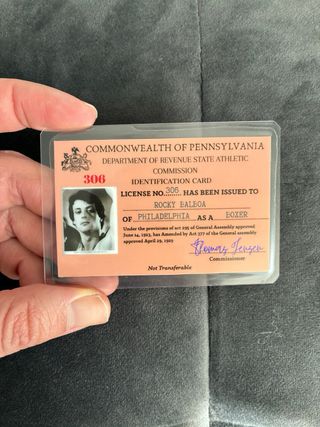 COMMONWEALTH OF PENNSYLVANIA
DEPARTMENT OF REVENUE STATE ATHLETIC
COMMISSION
306
IDENTIFICATION CARD
LICENSE NO. 306 HAS BEEN ISSUED TO
ROCKY BALBOA
OF PHILADELPHIA AS A BOXER
Under the provisions of act 295 of General Assembly approved
June 14, 1923, has Amended by Act 377 of the General assembly
approved April 29, 1929
Thomas Jensen
Commissioner
Not Transferable